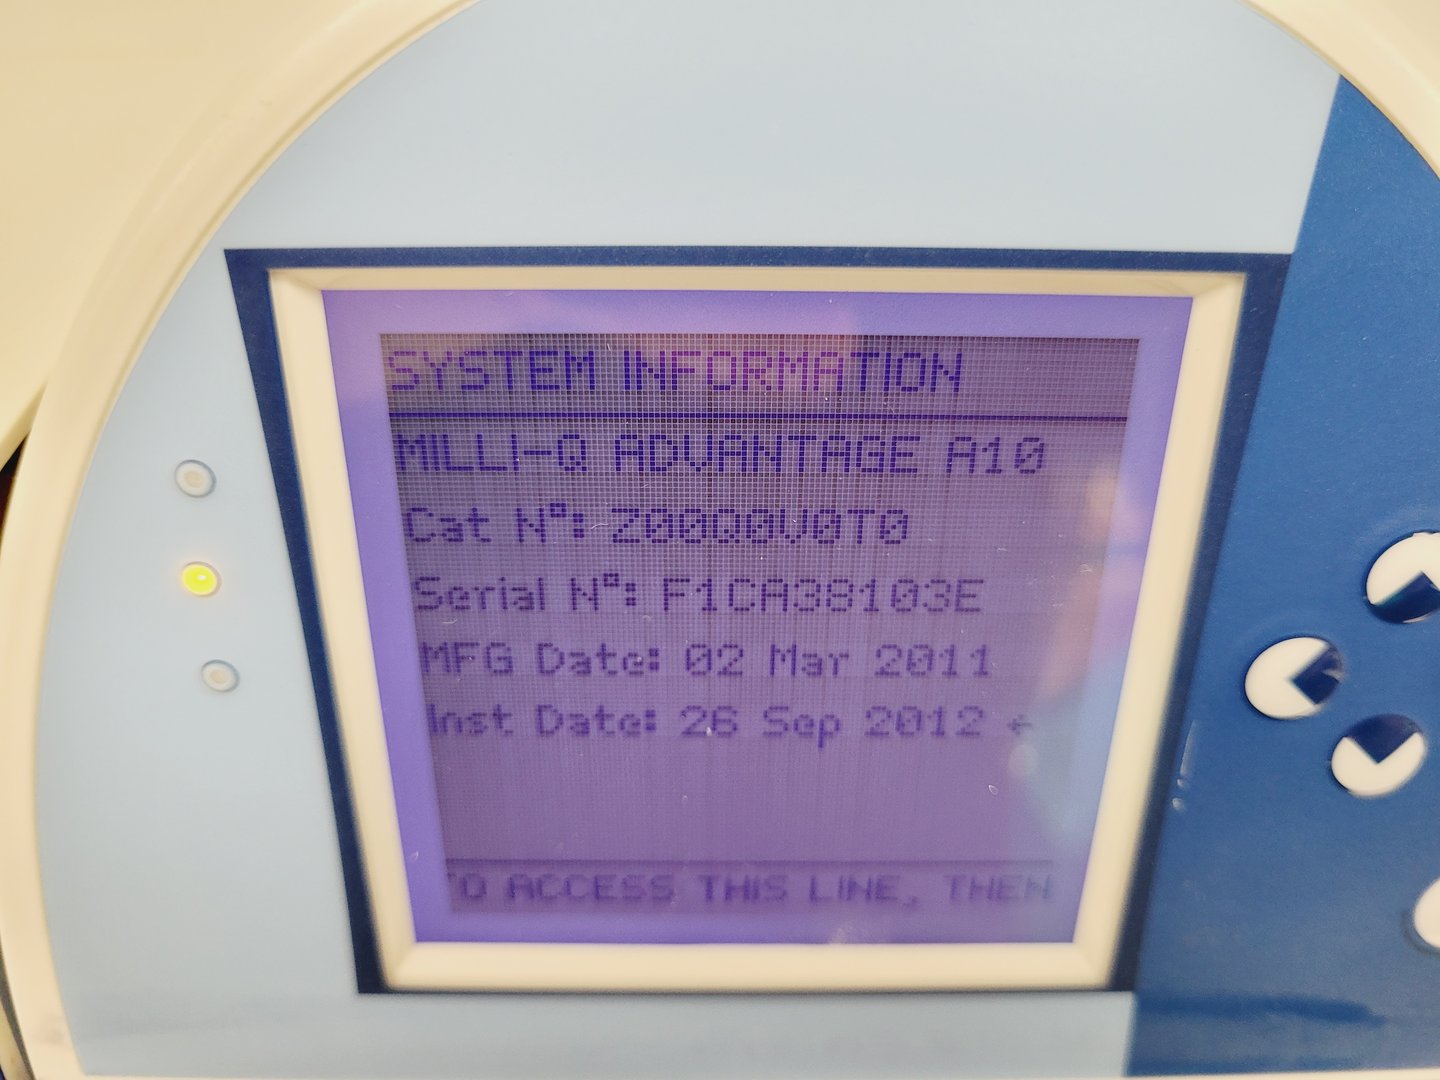 SYSTEM INFORMATION
MILLI-Q ADVANTAGE A10
Cat N°: Z00Q0V0T0
Serial N°: F1CA38103E
MFG Date: 02 Mar 2011
Inst Date: 26 Sep 2012 ←
TO ACCESS THIS LINE, THEN